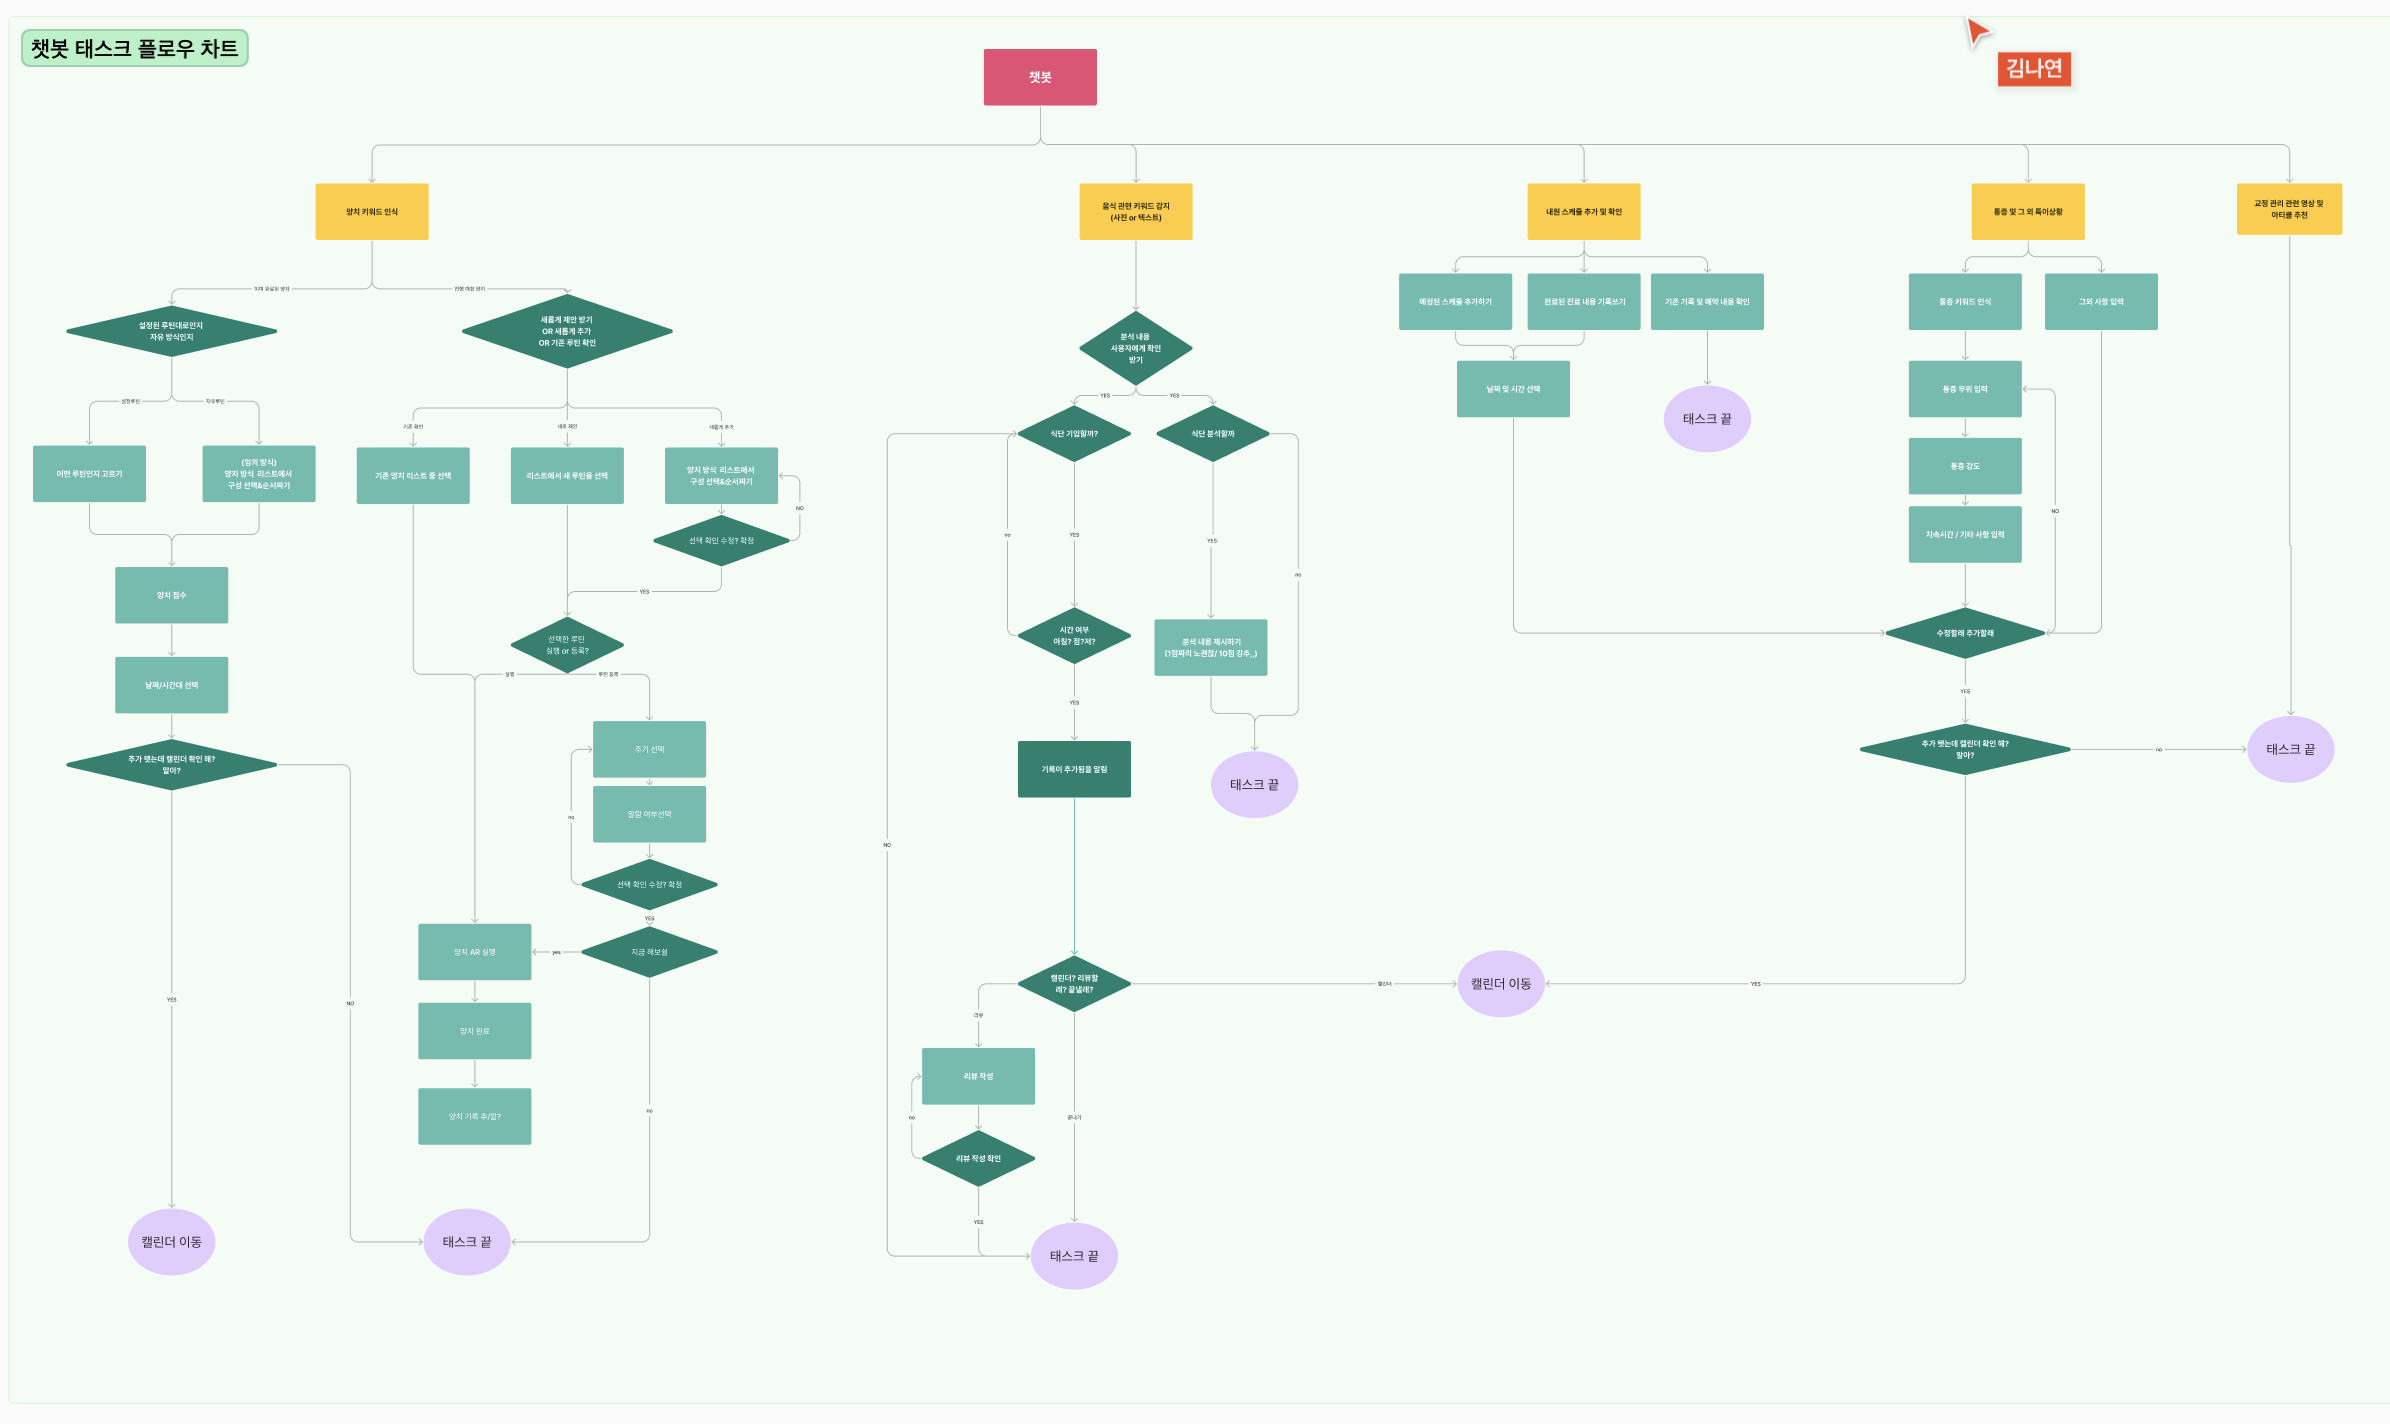 챗봇 태스크 플로우 차트
김나연
챗봇
양치 키워드 인식
음식 관련 키워드 감지
(사진 or 텍스트)
내원 스케줄 추가 및 확인
통증 및 그 외 특이상황
교정 관리 관련 영상 및
아티클 추천
이미 완료된 양치
진행 예정 양치
설정된 루틴대로인지
자유 방식인지
새롭게 제안 받기
OR 새롭게 추가
OR 기존 루틴 확인
설정루틴
자유루틴
어떤 루틴인지 고르기
(임의 방식)
양치 방식 리스트에서
구성 선택&순서짜기
양치 점수
날짜/시간대 선택
추가 됏는데 캘린더 확인 해?
말아?
YES
NO
캘린더 이동
태스크 끝
기존 확인
새로 제안
새롭게 추가
기존 양치 리스트 중 선택
리스트에서 새 루틴을 선택
양치 방식 리스트에서
구성 선택&순서짜기
NO
선택 확인 수정? 확정
YES
선택한 루틴
실행 or 등록?
실행
루틴 등록
주기 선택
알람 여부선택
no
선택 확인 수정? 확정
YES
지금 해보쉴
yes
no
양치 AR 실행
양치 완료
양치 기록 추/말?
분석 내용
사용자에게 확인
받기
YES
YES
식단 기입할까?
식단 분석할까
no
YES
YES
no
시간 여부
아침? 점?저?
분석 내용 제시하기
(1점짜리 노괜찮/ 10점 강추,,)
YES
기록이 추가됨을 알림
태스크 끝
NO
캘린더? 리뷰할
래? 끝낼래?
리뷰
캘린더
캘린더 이동
리뷰 작성
no
끝내기
리뷰 작성 확인
YES
태스크 끝
예정된 스케줄 추가하기
완료된 진료 내용 기록쓰기
기존 기록 및 예약 내용 확인
날짜 및 시간 선택
태스크 끝
통증 키워드 인식
그외 사항 입력
통증 부위 입력
통증 강도
NO
지속시간 / 기타 사항 입력
수정할래 추가할래
YES
추가 됏는데 캘린더 확인 해?
말아?
no
태스크 끝
YES